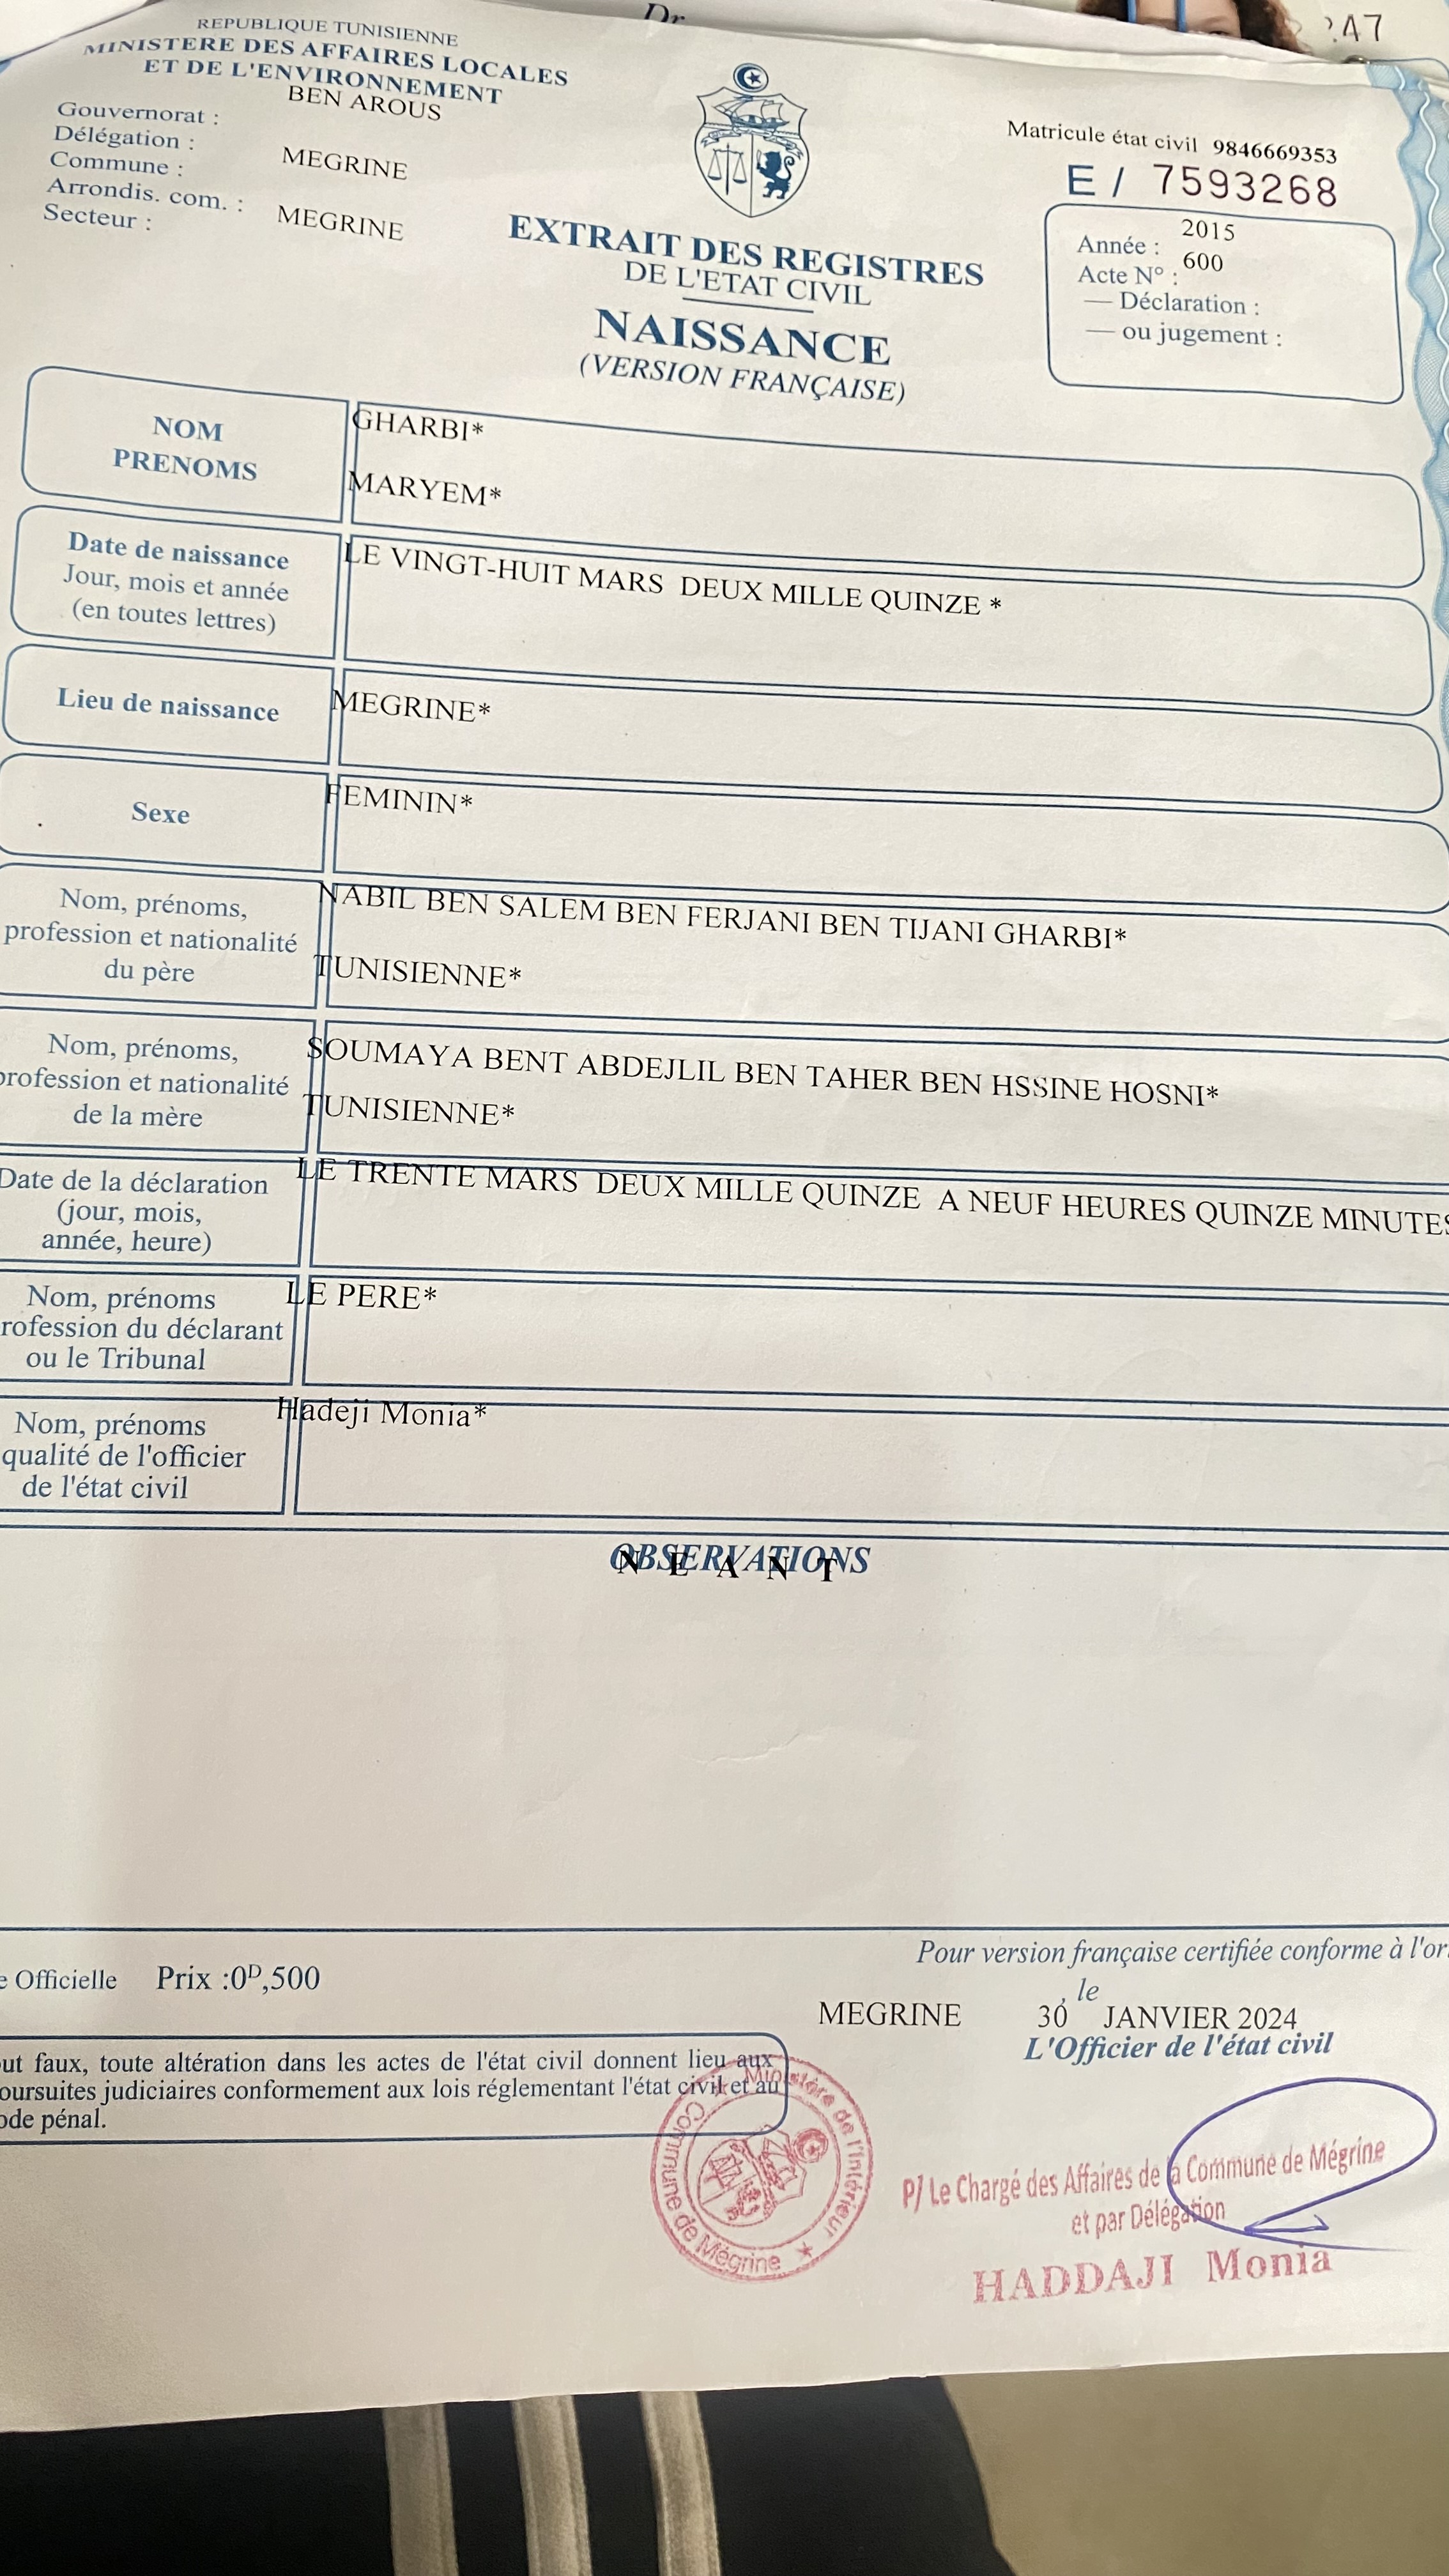 Dr
247
REPUBLIQUE TUNISIENNE
MINISTERE DES AFFAIRES LOCALES
ET DE L'ENVIRONNEMENT
Gouvernorat : BEN AROUS
Délégation :
Commune : MEGRINE
Arrondis. com. :
Secteur : MEGRINE
Matricule état civil 9846669353
E / 7593268
Année : 2015
Acte N° : 600
— Déclaration :
— ou jugement :
EXTRAIT DES REGISTRES
DE L'ETAT CIVIL
NAISSANCE
(VERSION FRANÇAISE)
NOM
PRENOMS
GHARBI*
MARYEM*
Date de naissance
Jour, mois et année
(en toutes lettres)
LE VINGT-HUIT MARS DEUX MILLE QUINZE *
Lieu de naissance
MEGRINE*
Sexe
FEMININ*
Nom, prénoms,
profession et nationalité
du père
NABIL BEN SALEM BEN FERJANI BEN TIJANI GHARBI*
TUNISIENNE*
Nom, prénoms,
profession et nationalité
de la mère
SOUMAYA BENT ABDEJLIL BEN TAHER BEN HSSINE HOSNI*
TUNISIENNE*
Date de la déclaration
(jour, mois,
année, heure)
LE TRENTE MARS DEUX MILLE QUINZE A NEUF HEURES QUINZE MINUTES
Nom, prénoms
rofession du déclarant
ou le Tribunal
LE PERE*
Nom, prénoms
qualité de l'officier
de l'état civil
Hadeji Monia*
OBSERVATIONS
N E A N T
Pour version française certifiée conforme à l'or
e Officielle Prix :0ᴰ,500
, le
MEGRINE 30 JANVIER 2024
L'Officier de l'état civil
ut faux, toute altération dans les actes de l'état civil donnent lieu aux
oursuites judiciaires conformement aux lois réglementant l'état civil et au
ode pénal.
Ministère de l'Intérieur
Commune de Mégrine
P/ Le Chargé des Affaires de la Commune de Mégrine
et par Délégation
HADDAJI Monia